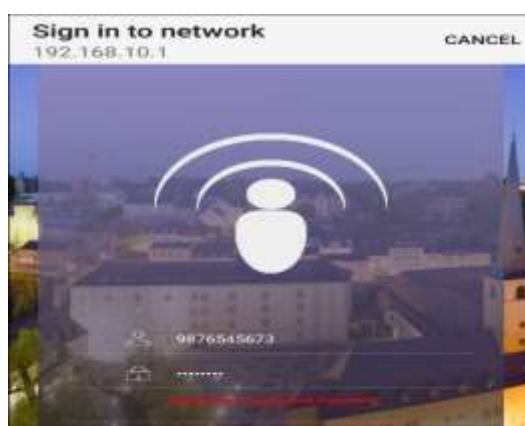 Sign in to network
192.168.10.1
CANCEL
9876545673
••••••••